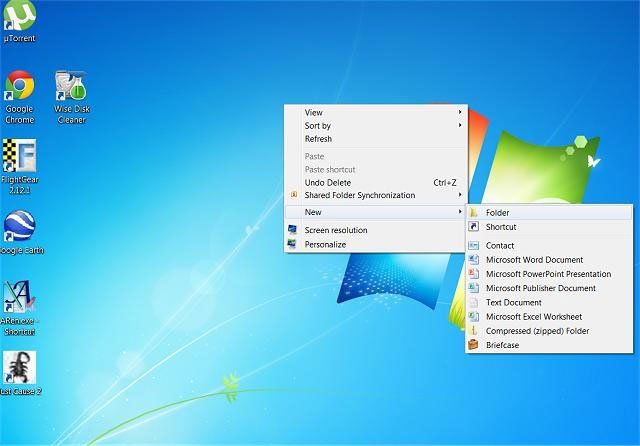 µTorrent
Google
Chrome
Wise Disk
Cleaner
FlightGear
2.12.1
Google Earth
ARen.exe -
Shortcut
Just Cause 2
View
Sort by
Refresh
Paste
Paste shortcut
Undo Delete Ctrl+Z
Shared Folder Synchronization
New
Screen resolution
Personalize
Folder
Shortcut
Contact
Microsoft Word Document
Microsoft PowerPoint Presentation
Microsoft Publisher Document
Text Document
Microsoft Excel Worksheet
Compressed (zipped) Folder
Briefcase